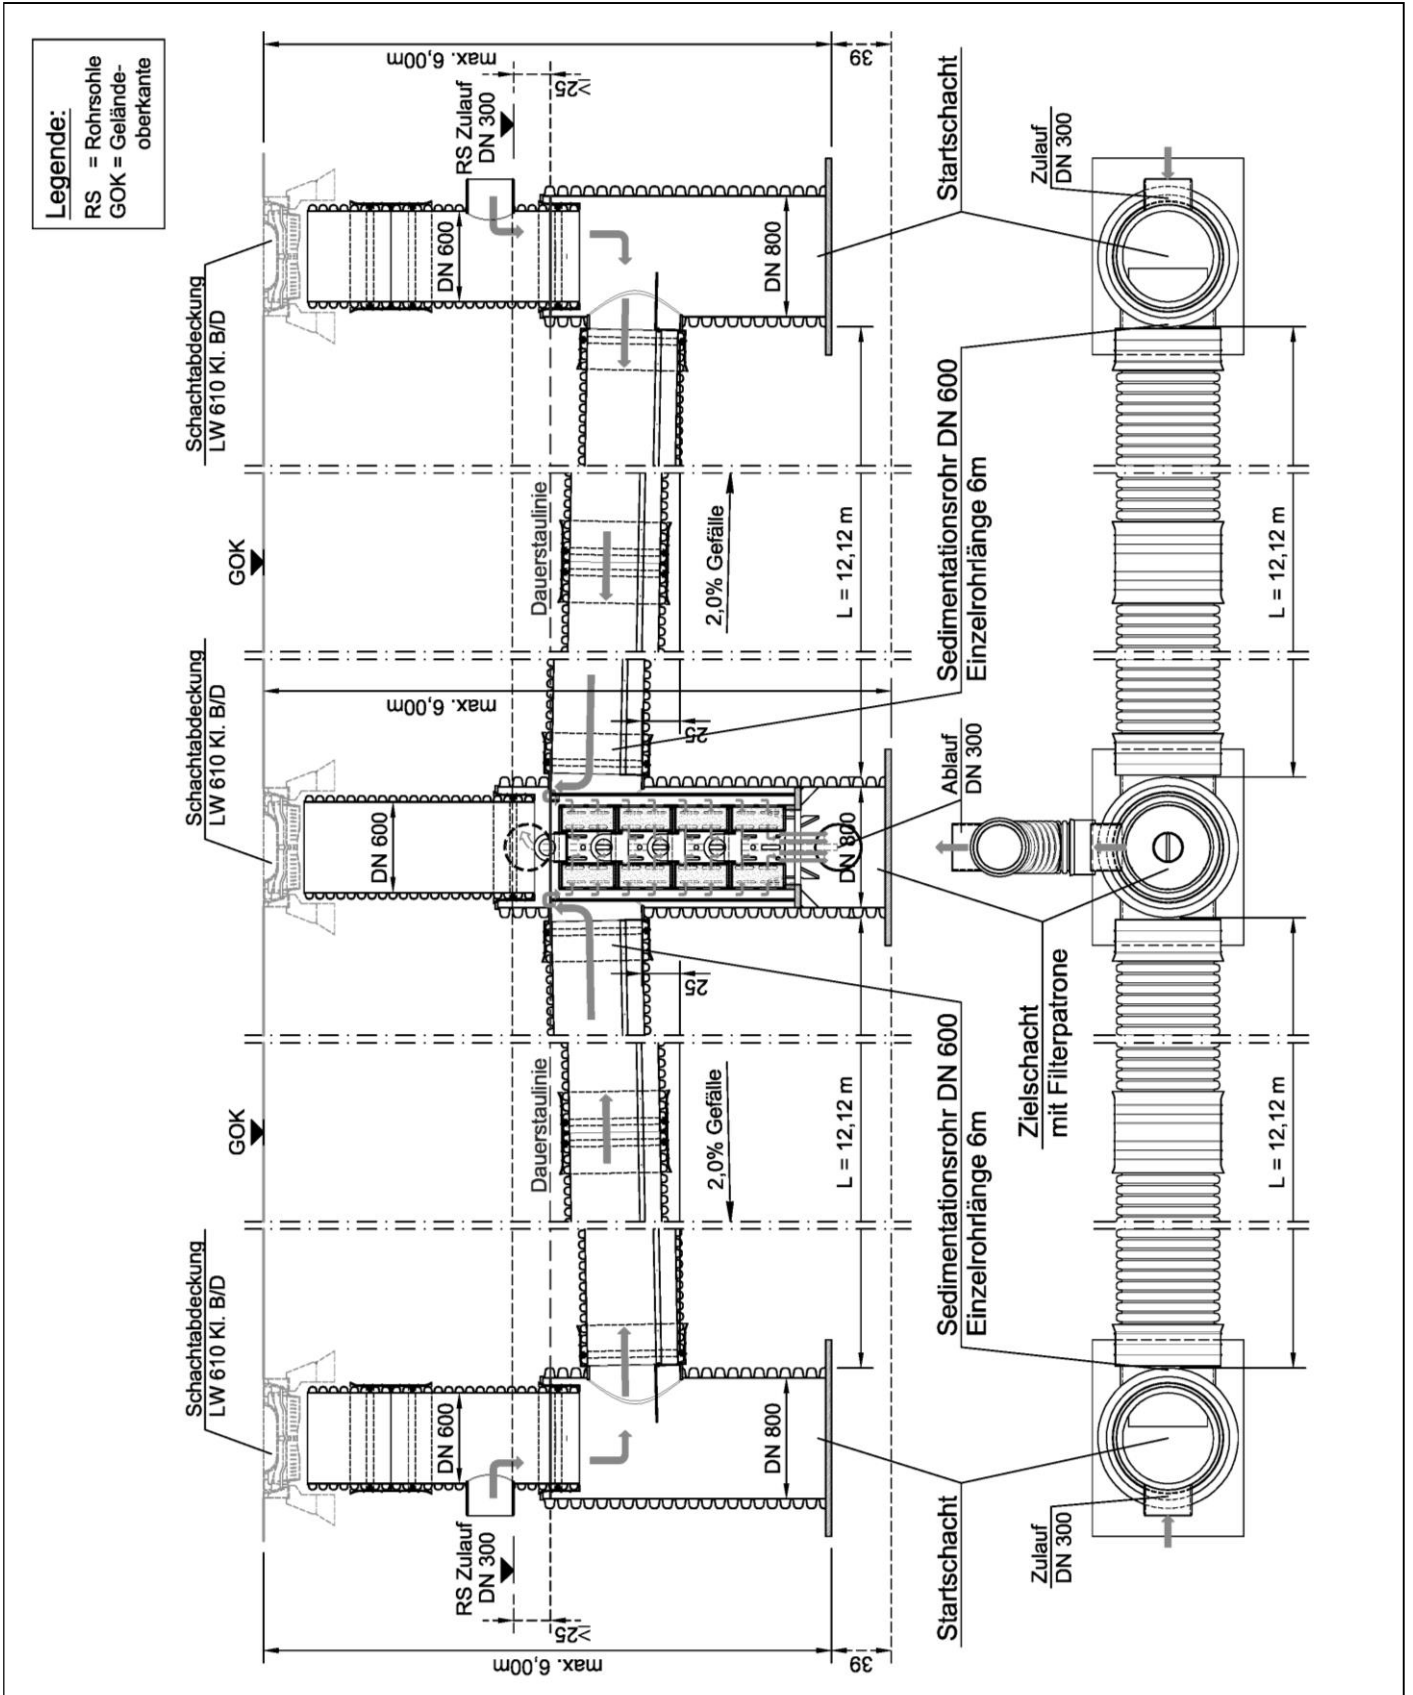 Legende:
RS = Rohrsohle
GOK = Gelände-
oberkante
Schachtabdeckung
LW 610 Kl. B/D
Schachtabdeckung
LW 610 Kl. B/D
Schachtabdeckung
LW 610 Kl. B/D
GOK
GOK
max. 6,00m
DN 600
RS Zulauf
DN 300
≥25
Dauerstaulinie
DN 600
max. 6,00m
Dauerstaulinie
DN 600
RS Zulauf
DN 300
≥25
max. 6,00m
25
25
2,0% Gefälle
2,0% Gefälle
DN 800
DN 800
DN 800
39
L = 12,12 m
L = 12,12 m
39
Startschacht
Sedimentationsrohr DN 600
Einzelrohrlänge 6m
Ablauf
DN 300
Sedimentationsrohr DN 600
Einzelrohrlänge 6m
Startschacht
Zulauf
DN 300
Zielschacht
mit Filterpatrone
Zulauf
DN 300
L = 12,12 m
L = 12,12 m